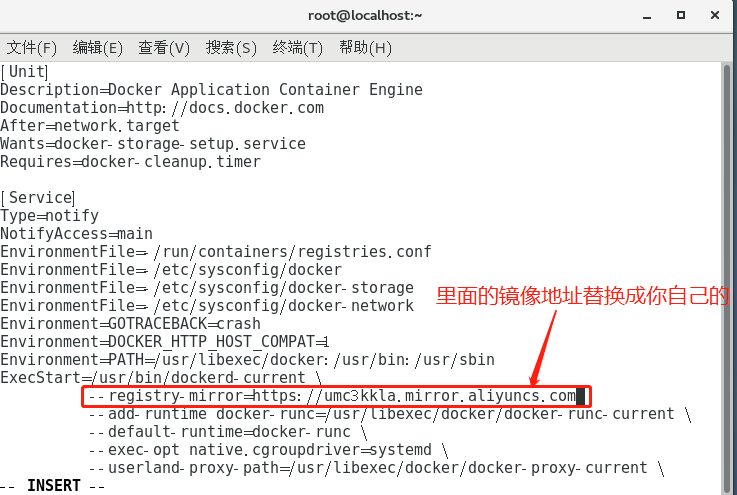 root@localhost:~
文件(F) 编辑(E) 查看(V) 搜索(S) 终端(T) 帮助(H)
[Unit]
Description=Docker Application Container Engine
Documentation=http://docs.docker.com
After=network.target
Wants=docker-storage-setup.service
Requires=docker-cleanup.timer
[Service]
Type=notify
NotifyAccess=main
EnvironmentFile=-/run/containers/registries.conf
EnvironmentFile=-/etc/sysconfig/docker
EnvironmentFile=-/etc/sysconfig/docker-storage
EnvironmentFile=-/etc/sysconfig/docker-network
里面的镜像地址替换成你自己的
Environment=GOTRACEBACK=crash
Environment=DOCKER_HTTP_HOST_COMPAT=1
Environment=PATH=/usr/libexec/docker:/usr/bin:/usr/sbin
ExecStart=/usr/bin/dockerd-current \
--registry-mirror=https://umc3kkla.mirror.aliyuncs.com
--add-runtime docker-runc=/usr/libexec/docker/docker-runc-current \
--default-runtime=docker-runc \
--exec-opt native.cgroupdriver=systemd \
--userland-proxy-path=/usr/libexec/docker/docker-proxy-current \
-- INSERT --